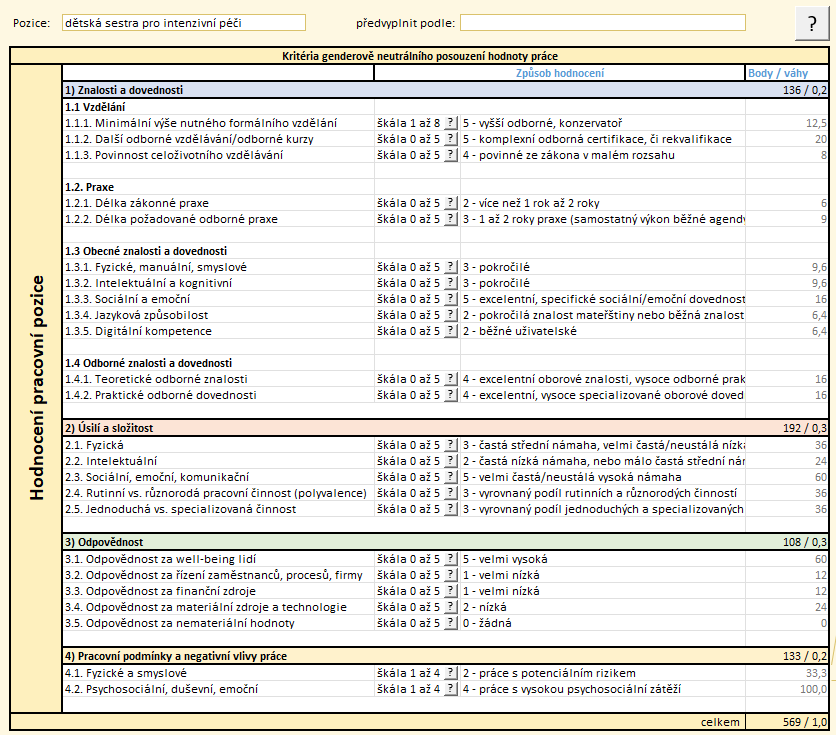 Pozice: dětská sestra pro intenzivní péči předvyplnit podle: ?
Kritéria genderově neutrálního posouzení hodnoty práce
Způsob hodnocení Body / váhy
Hodnocení pracovní pozice
1) Znalosti a dovednosti 136 / 0,2
1.1 Vzdělání
1.1.1. Minimální výše nutného formálního vzdělání škála 1 až 8 ? 5 - vyšší odborné, konzervatoř 12,5
1.1.2. Další odborné vzdělávání/odborné kurzy škála 0 až 5 ? 5 - komplexní odborná certifikace, či rekvalifikace 20
1.1.3. Povinnost celoživotního vzdělávání škála 0 až 5 ? 4 - povinné ze zákona v malém rozsahu 8
1.2. Praxe
1.2.1. Délka zákonné praxe škála 0 až 5 ? 2 - více než 1 rok až 2 roky 6
1.2.2. Délka požadované odborné praxe škála 0 až 5 ? 3 - 1 až 2 roky praxe (samostatný výkon běžné agendy 9
1.3 Obecné znalosti a dovednosti
1.3.1. Fyzické, manuální, smyslové škála 0 až 5 ? 3 - pokročilé 9,6
1.3.2. Intelektuální a kognitivní škála 0 až 5 ? 3 - pokročilé 9,6
1.3.3. Sociální a emoční škála 0 až 5 ? 5 - excelentní, specifické sociální/emoční dovednost 16
1.3.4. Jazyková způsobilost škála 0 až 5 ? 2 - pokročilá znalost mateřštiny nebo běžná znalost 6,4
1.3.5. Digitální kompetence škála 0 až 5 ? 2 - běžné uživatelské 6,4
1.4 Odborné znalosti a dovednosti
1.4.1. Teoretické odborné znalosti škála 0 až 5 ? 4 - excelentní oborové znalosti, vysoce odborné prak 16
1.4.2. Praktické odborné dovednosti škála 0 až 5 ? 4 - excelentní, vysoce specializované oborové doved 16
2) Úsilí a složitost 192 / 0,3
2.1. Fyzická škála 0 až 5 ? 3 - častá střední námaha, velmi častá/neustálá nízká 36
2.2. Intelektuální škála 0 až 5 ? 2 - častá nízká námaha, nebo málo častá střední nám 24
2.3. Sociální, emoční, komunikační škála 0 až 5 ? 5 - velmi častá/neustálá vysoká námaha 60
2.4. Rutinní vs. různorodá pracovní činnost (polyvalence) škála 0 až 5 ? 3 - vyrovnaný podíl rutinních a různorodých činností 36
2.5. Jednoduchá vs. specializovaná činnost škála 0 až 5 ? 3 - vyrovnaný podíl jednoduchých a specializovaných 36
3) Odpovědnost 108 / 0,3
3.1. Odpovědnost za well-being lidí škála 0 až 5 ? 5 - velmi vysoká 60
3.2. Odpovědnost za řízení zaměstnanců, procesů, firmy škála 0 až 5 ? 1 - velmi nízká 12
3.3. Odpovědnost za finanční zdroje škála 0 až 5 ? 1 - velmi nízká 12
3.4. Odpovědnost za materiální zdroje a technologie škála 0 až 5 ? 2 - nízká 24
3.5. Odpovědnost za nemateriální hodnoty škála 0 až 5 ? 0 - žádná 0
4) Pracovní podmínky a negativní vlivy práce 133 / 0,2
4.1. Fyzické a smyslové škála 1 až 4 ? 2 - práce s potenciálním rizikem 33,3
4.2. Psychosociální, duševní, emoční škála 1 až 4 ? 4 - práce s vysokou psychosociální zátěží 100,0
celkem 569 / 1,0